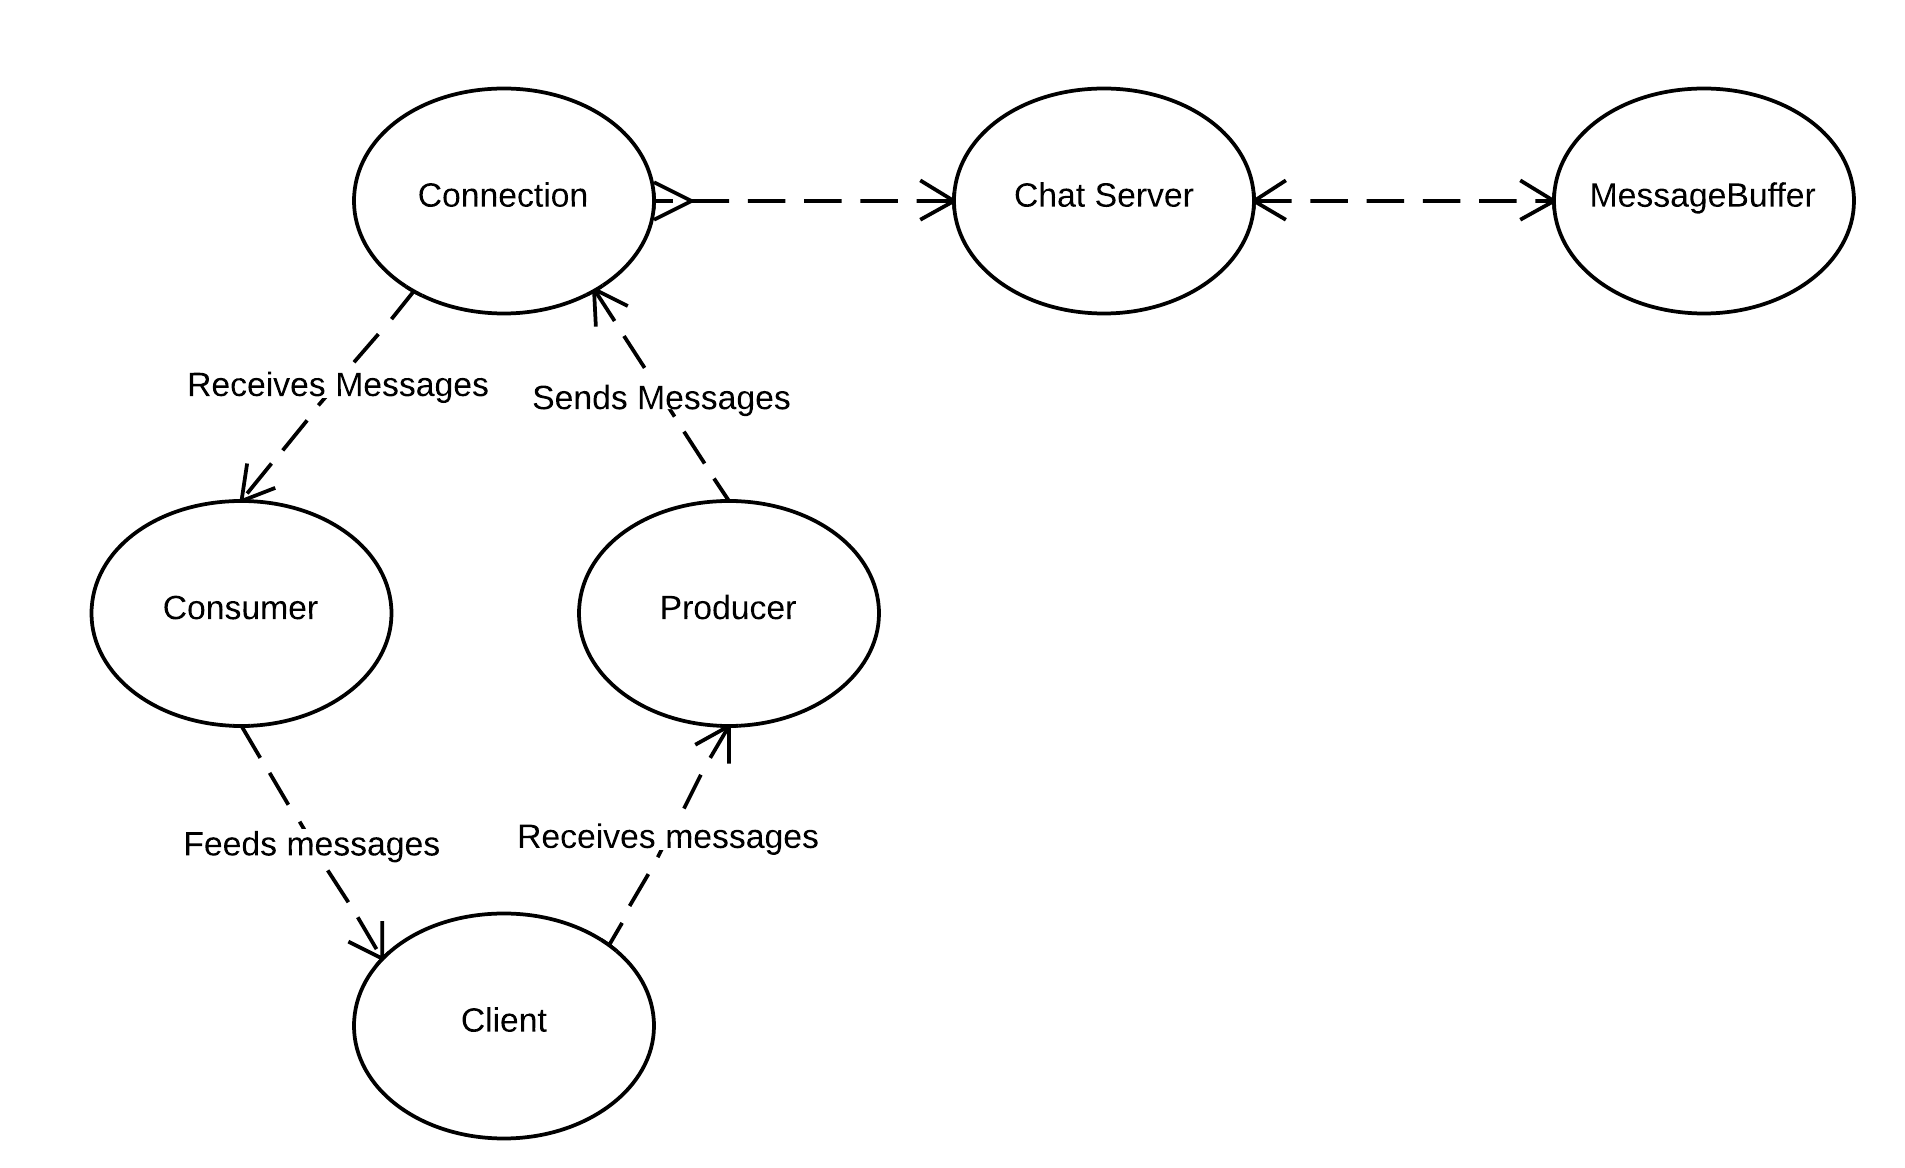 Connection
Chat Server
MessageBuffer
Receives Messages
Sends Messages
Consumer
Producer
Feeds messages
Receives messages
Client